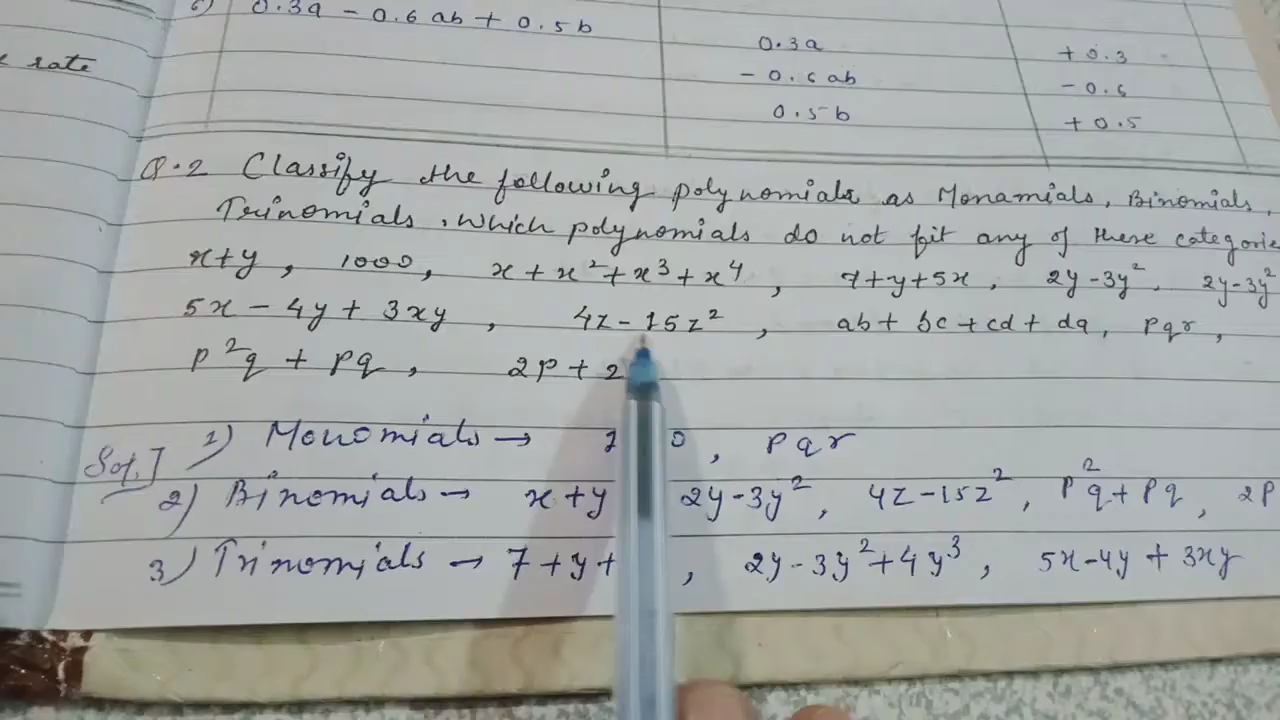 c) 0.3a - 0.6 ab + 0.5 b
0.3a + 0.3
rate
- 0.6 ab - 0.6
0.5 b + 0.5
Q.2 Classify the following polynomials as Monamials, Binomials,
Trinomials. Which polynomials do not fit any of these categorie
x+y, 1000, x + x² + x³ + x⁴, 7+y+5x, 2y-3y², 2y-3y²
5x - 4y + 3xy, 4z - 15z², ab + bc + cd + da, pqr,
p²q + pq, 2p + 2
Sol.] 1) Monomials → 1 0, pqr
2) Binomials → x+y 2y-3y², 4z-15z², p²q+pq, 2p
3) Trinomials → 7+y+ , 2y-3y²+4y³, 5x-4y + 3xy